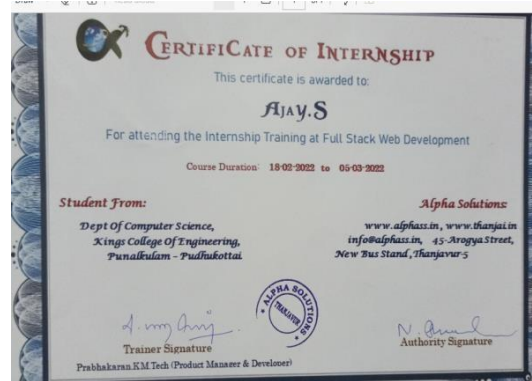 CERTIFICATE OF INTERNSHIP
This certificate is awarded to:
AJAY.S
For attending the Internship Training at Full Stack Web Development
Course Duration: 18-02-2022 to 05-03-2022
Student From:
Dept Of Computer Science,
Kings College Of Engineering,
Punalkulam - Pudhukottai
Alpha Solutions:
www.alphass.in, www.thanjai.in
info@alphass.in, 45-Arogya Street,
New Bus Stand, Thanjavur-5
ALPHA SOLUTIONS
THANJAVUR
Trainer Signature
Prabhakaran.KM.Tech (Product Manager & Developer)
Authority Signature